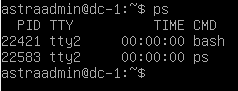 astraadmin@dc-1:~$ ps
  PID TTY          TIME CMD
22421 tty2     00:00:00 bash
22583 tty2     00:00:00 ps
astraadmin@dc-1:~$